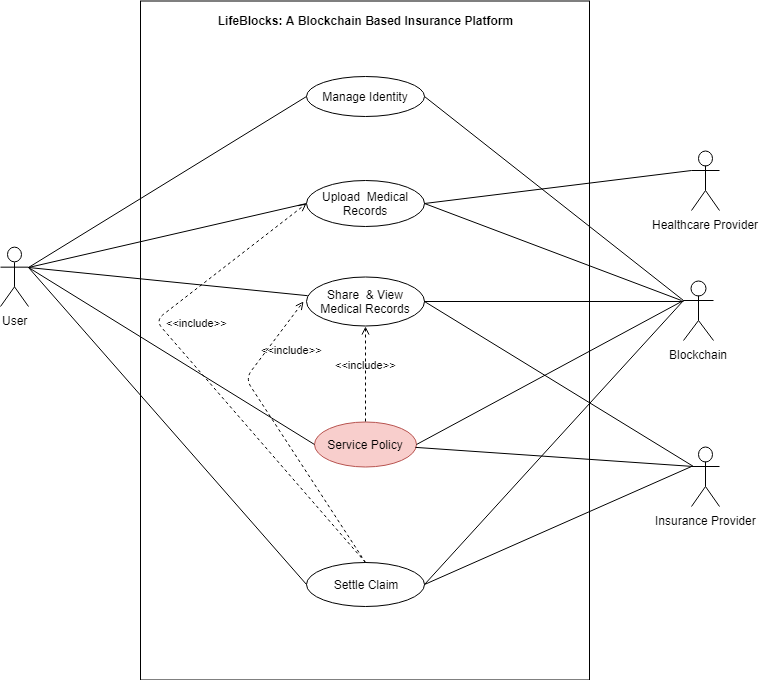 LifeBlocks: A Blockchain Based Insurance Platform
Manage Identity
Upload Medical
Records
Healthcare Provider
Share & View
Medical Records
User
<<include>>
<<include>>
<<include>>
Blockchain
Service Policy
Insurance Provider
Settle Claim